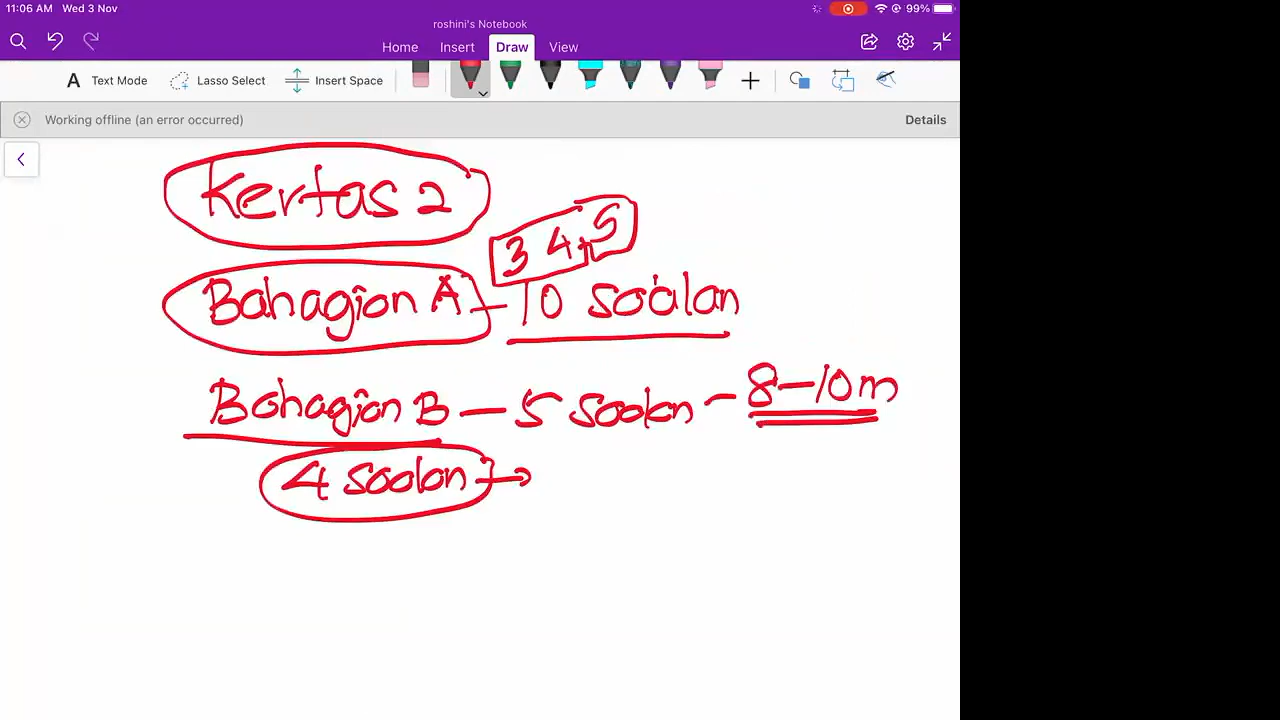 11:06 AM Wed 3 Nov
99%
roshini's Notebook
Home Insert Draw View
A Text Mode Lasso Select Insert Space
Working offline (an error occurred) Details
Kertas 2
3 4, 5
Bahagian A - 10 soalan
Bahagian B - 5 soalan - 8-10m
4 soalan →